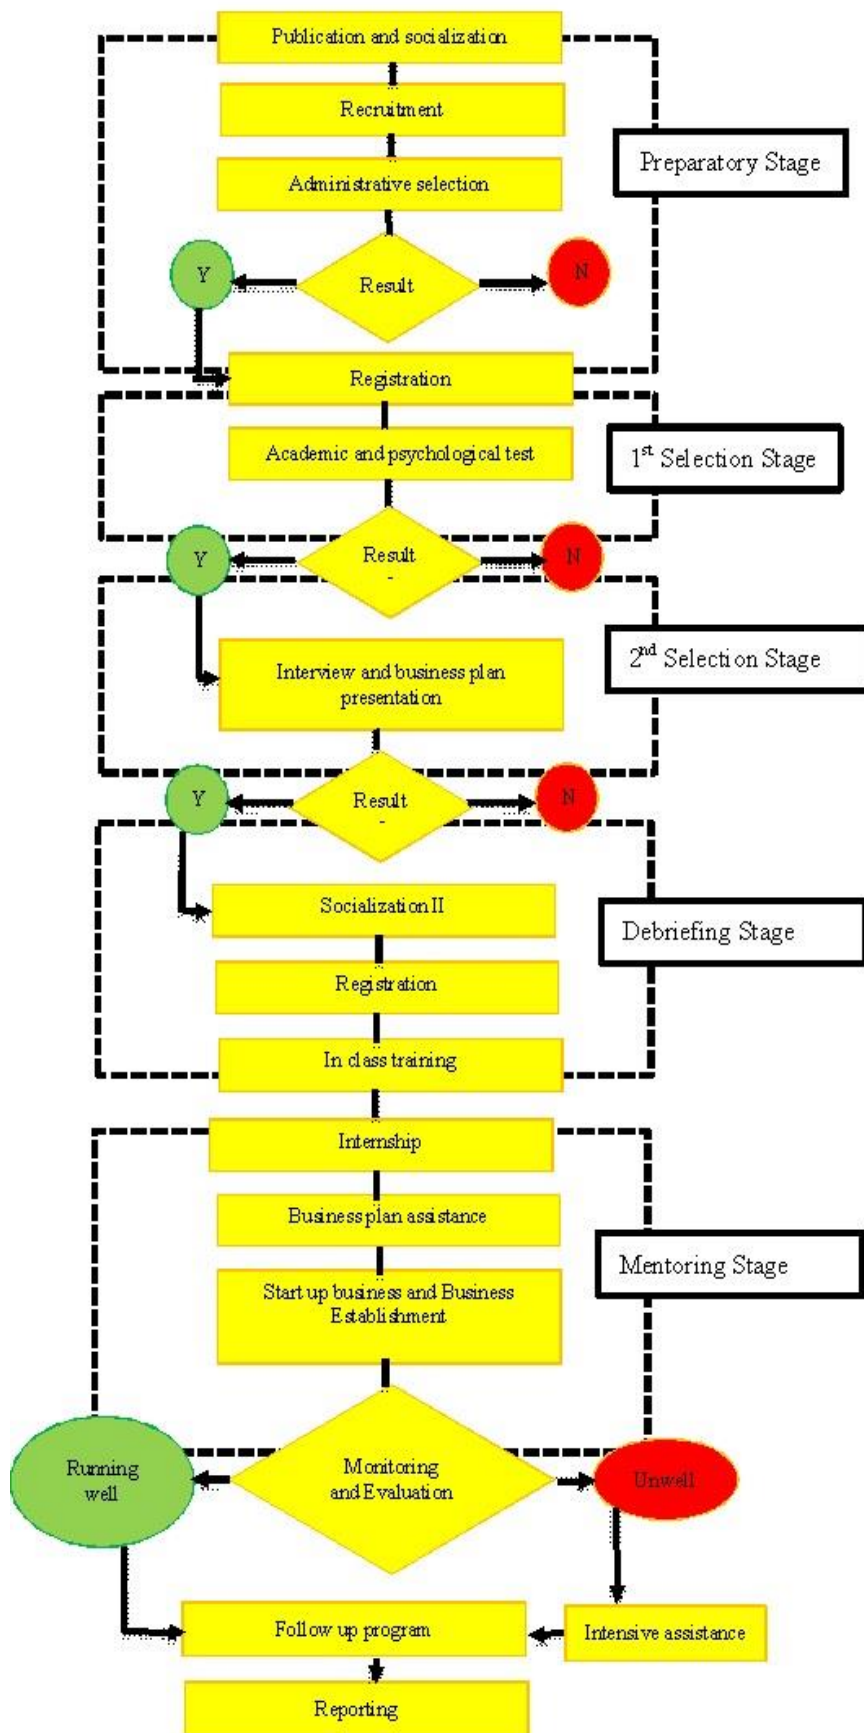 Publication and socialization
Recruitment
Preparatory Stage
Administrative selection
Y
Result
N
Registration
Academic and psychological test
1st Selection Stage
Y
Result
-
N
Interview and business plan
presentation
2nd Selection Stage
Y
Result
-
N
Socialization II
Debriefing Stage
Registration
In class training
Internship
Business plan assistance
Mentoring Stage
Start up business and Business
Establishment
Running
well
Monitoring
and Evaluation
Unwell
Follow up program
Intensive assistance
Reporting